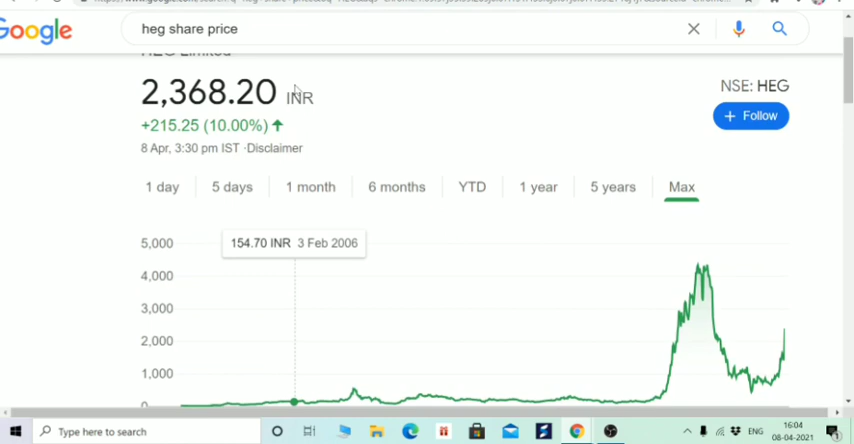 Google
heg share price
HEG Limited
2,368.20 INR
NSE: HEG
+215.25 (10.00%)
+ Follow
8 Apr, 3:30 pm IST ·Disclaimer
1 day 5 days 1 month 6 months YTD 1 year 5 years Max
154.70 INR 3 Feb 2006
5,000
4,000
3,000
2,000
1,000
0
Type here to search
ENG
16:04
08-04-2021
1